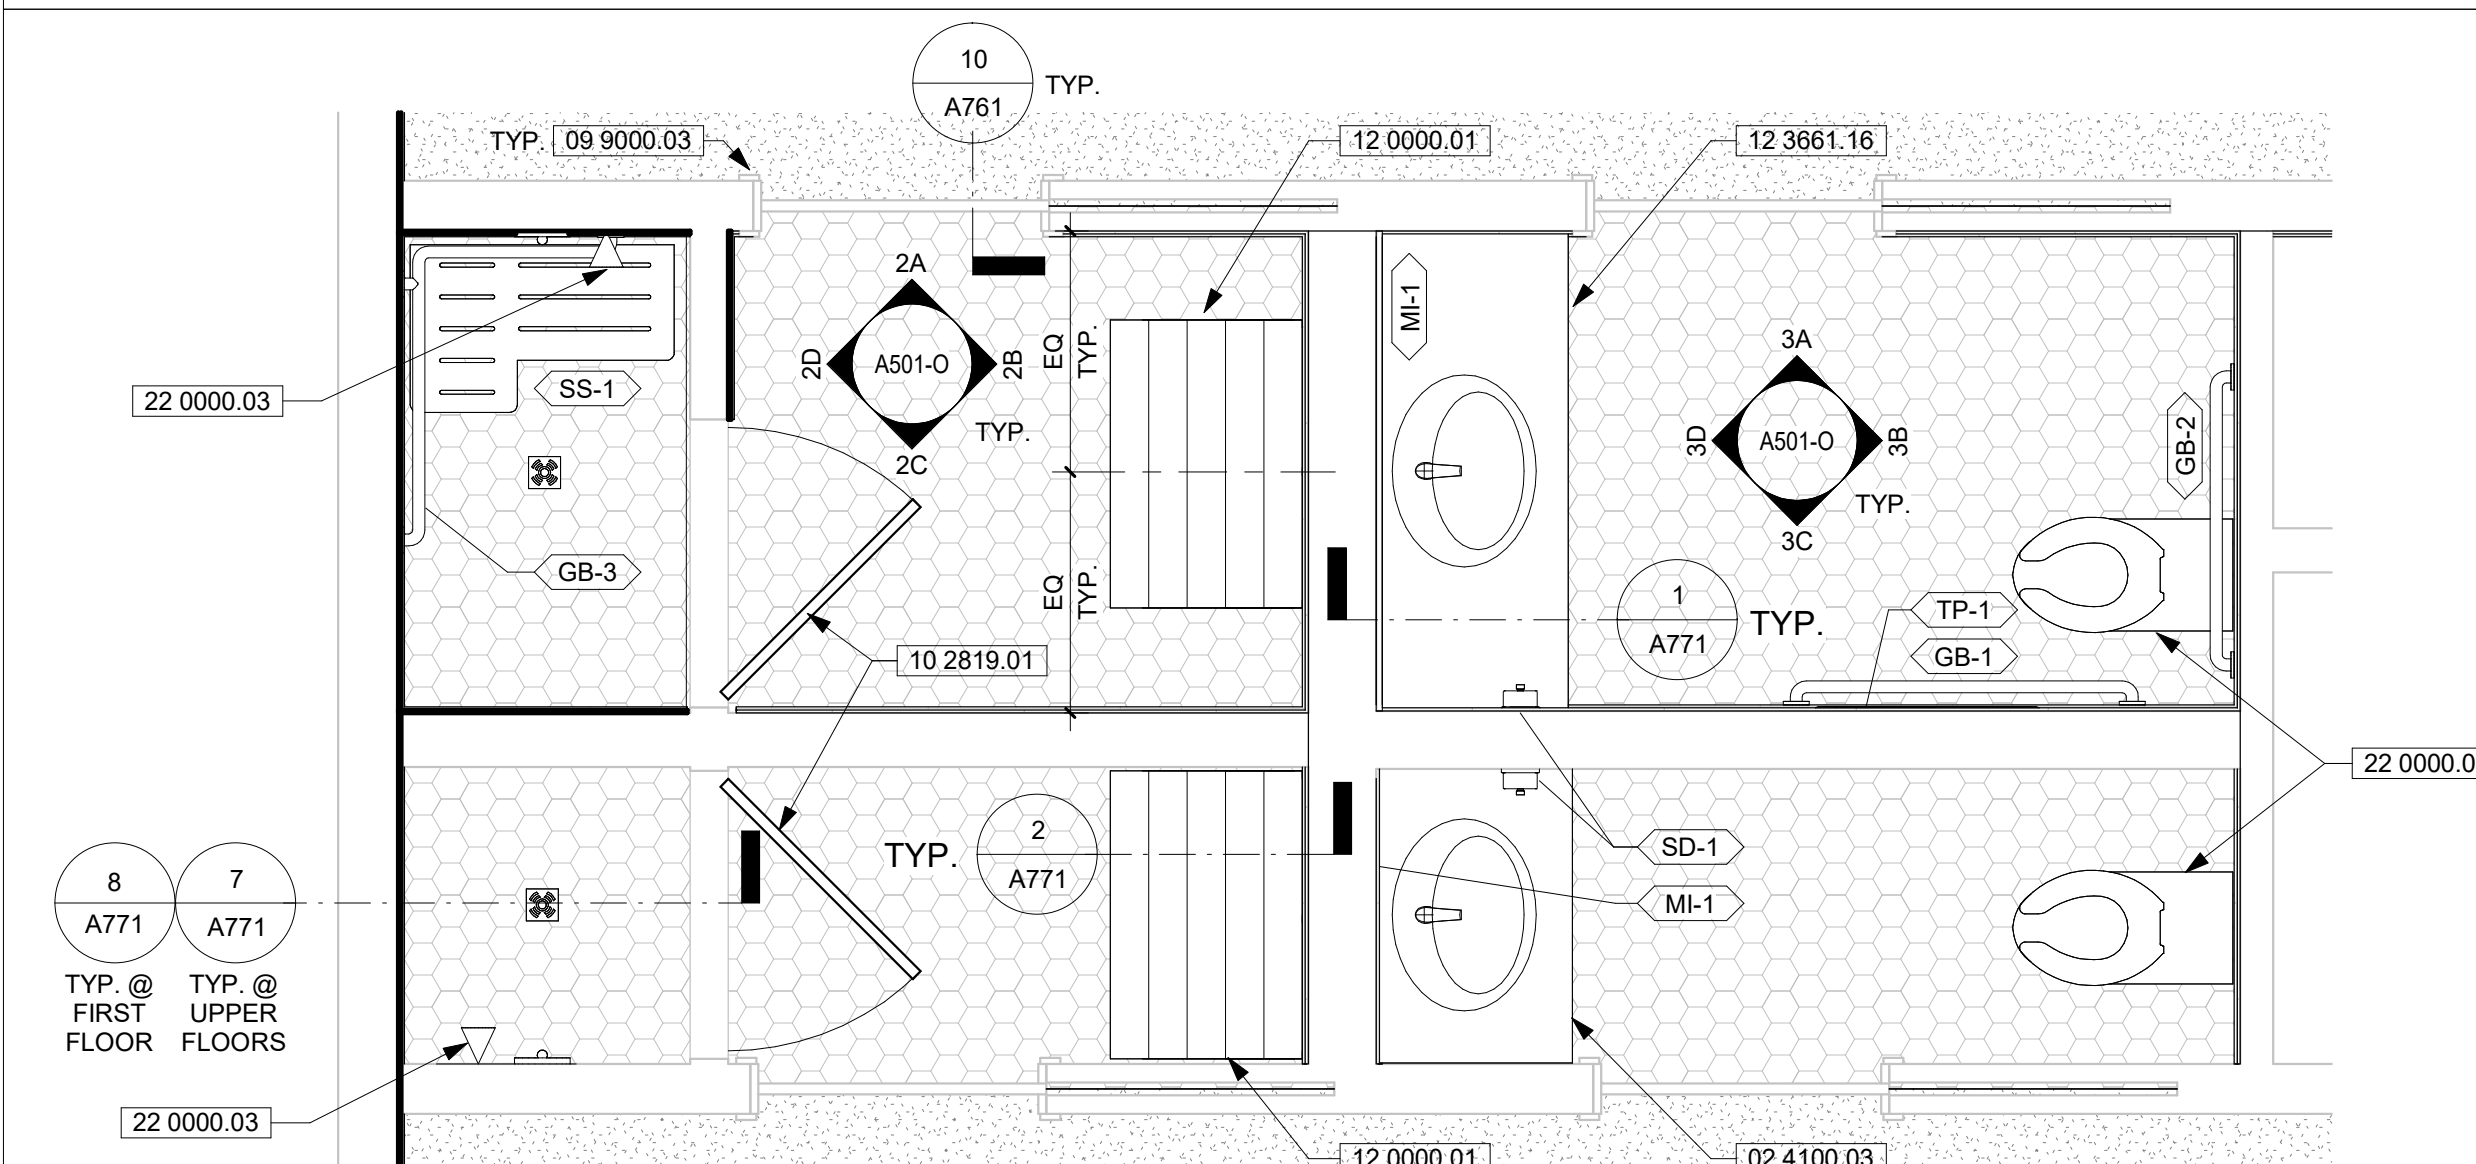 10
A761
TYP.
TYP. 09 9000.03
12 0000.01
12 3661.16
MI-1
2A
2B
2C
2D
A501-O
TYP.
EQ
TYP.
EQ
TYP.
3A
3B
3C
3D
A501-O
TYP.
GB-2
SS-1
22 0000.03
GB-3
10 2819.01
1
A771
TYP.
TP-1
GB-1
22 0000.0
8
A771
TYP. @
FIRST
FLOOR
7
A771
TYP. @
UPPER
FLOORS
TYP.
2
A771
SD-1
MI-1
22 0000.03
12 0000.01
02 4100.03